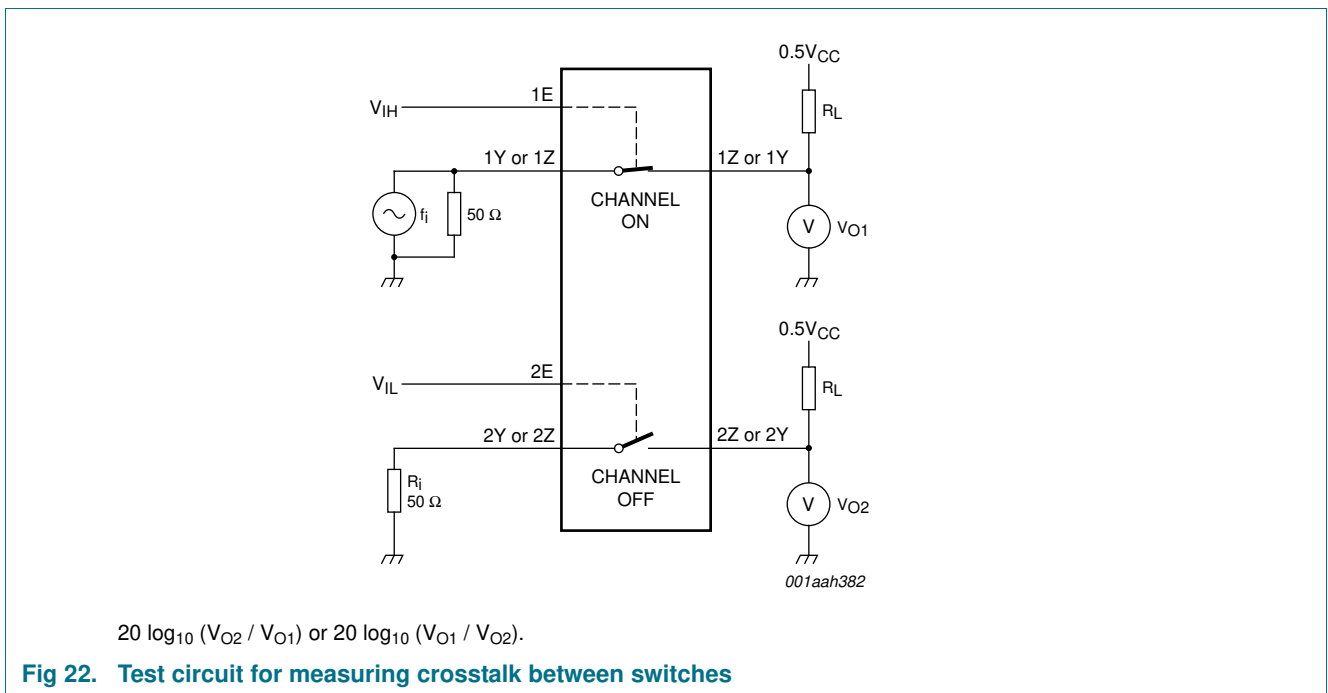 0.5VCC
RL
VIH
1E
1Y or 1Z
1Z or 1Y
fi
50 Ω
CHANNEL
ON
V
VO1
0.5VCC
RL
VIL
2E
2Y or 2Z
2Z or 2Y
Ri
50 Ω
CHANNEL
OFF
V
VO2
001aah382
20 log10 (VO2 / VO1) or 20 log10 (VO1 / VO2).
Fig 22. Test circuit for measuring crosstalk between switches